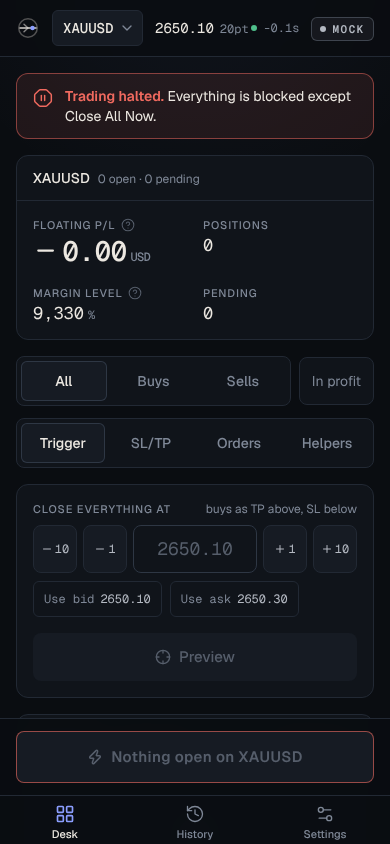 XAUUSD 2650.10 20pt -0.1s MOCK
Trading halted. Everything is blocked except
Close All Now.
XAUUSD 0 open · 0 pending
FLOATING P/L ? POSITIONS
− 0.00 USD 0
MARGIN LEVEL ? PENDING
9,330 % 0
All Buys Sells In profit
Trigger SL/TP Orders Helpers
CLOSE EVERYTHING AT buys as TP above, SL below
−10 −1 2650.10 +1 +10
Use bid 2650.10 Use ask 2650.30
Preview
Nothing open on XAUUSD
Desk History Settings